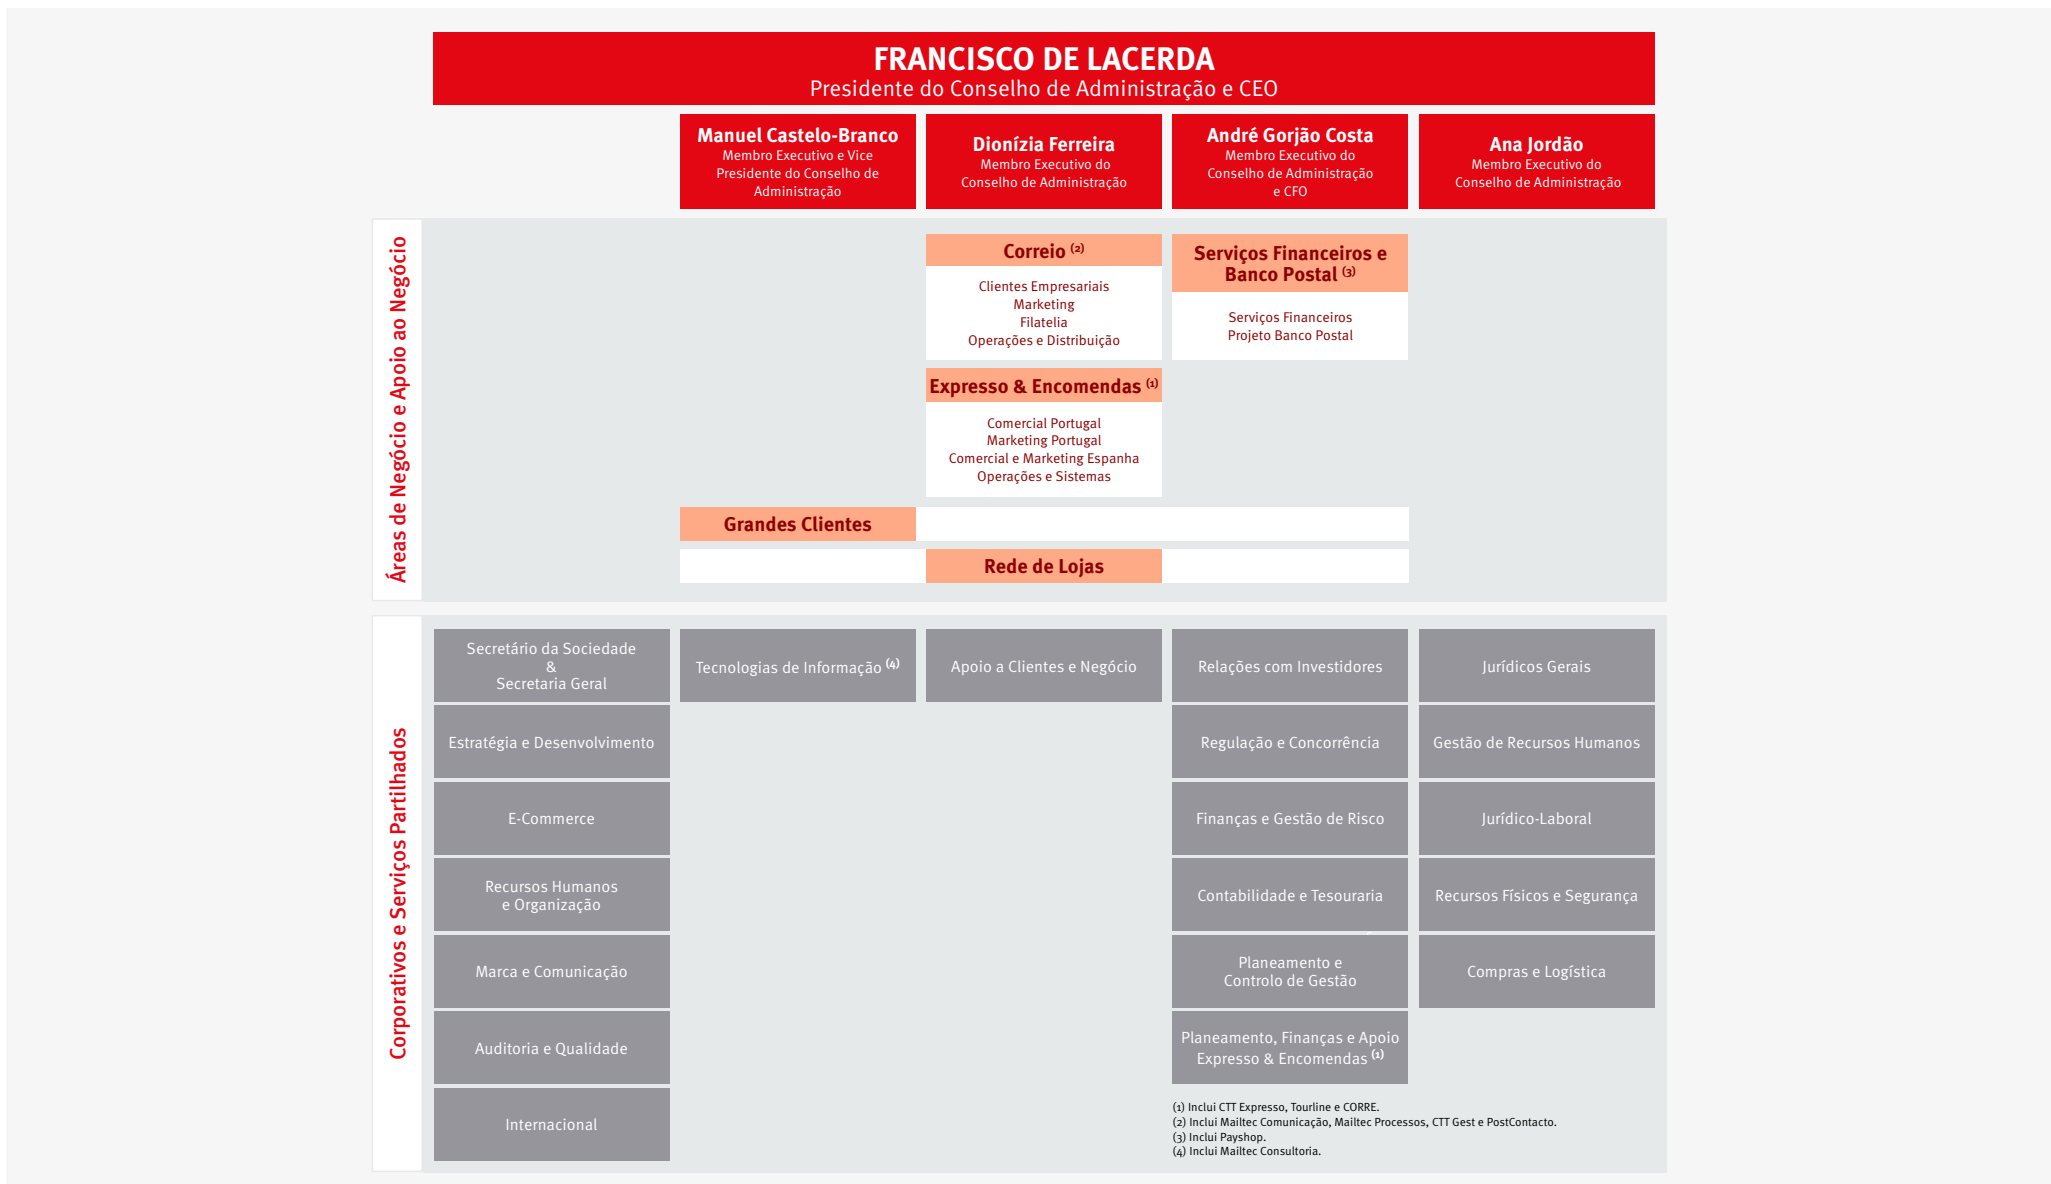 FRANCISCO DE LACERDA
Presidente do Conselho de Administração e CEO
Manuel Castelo-Branco
Membro Executivo e Vice
Presidente do Conselho de
Administração
Dionízia Ferreira
Membro Executivo do
Conselho de Administração
André Gorjão Costa
Membro Executivo do
Conselho de Administração
e CFO
Ana Jordão
Membro Executivo do
Conselho de Administração
Áreas de Negócio e Apoio ao Negócio
Correio (2)
Clientes Empresariais
Marketing
Filatelia
Operações e Distribuição
Serviços Financeiros e
Banco Postal (3)
Serviços Financeiros
Projeto Banco Postal
Expresso & Encomendas (1)
Comercial Portugal
Marketing Portugal
Comercial e Marketing Espanha
Operações e Sistemas
Grandes Clientes
Rede de Lojas
Corporativos e Serviços Partilhados
Secretário da Sociedade
&
Secretaria Geral
Estratégia e Desenvolvimento
E-Commerce
Recursos Humanos
e Organização
Marca e Comunicação
Auditoria e Qualidade
Internacional
Tecnologias de Informação (4)
Apoio a Clientes e Negócio
Relações com Investidores
Regulação e Concorrência
Finanças e Gestão de Risco
Contabilidade e Tesouraria
Planeamento e
Controlo de Gestão
Planeamento, Finanças e Apoio
Expresso & Encomendas (1)
Jurídicos Gerais
Gestão de Recursos Humanos
Jurídico-Laboral
Recursos Físicos e Segurança
Compras e Logística
(1) Inclui CTT Expresso, Tourline e CORRE.
(2) Inclui Mailtec Comunicação, Mailtec Processos, CTT Gest e PostContacto.
(3) Inclui Payshop.
(4) Inclui Mailtec Consultoria.